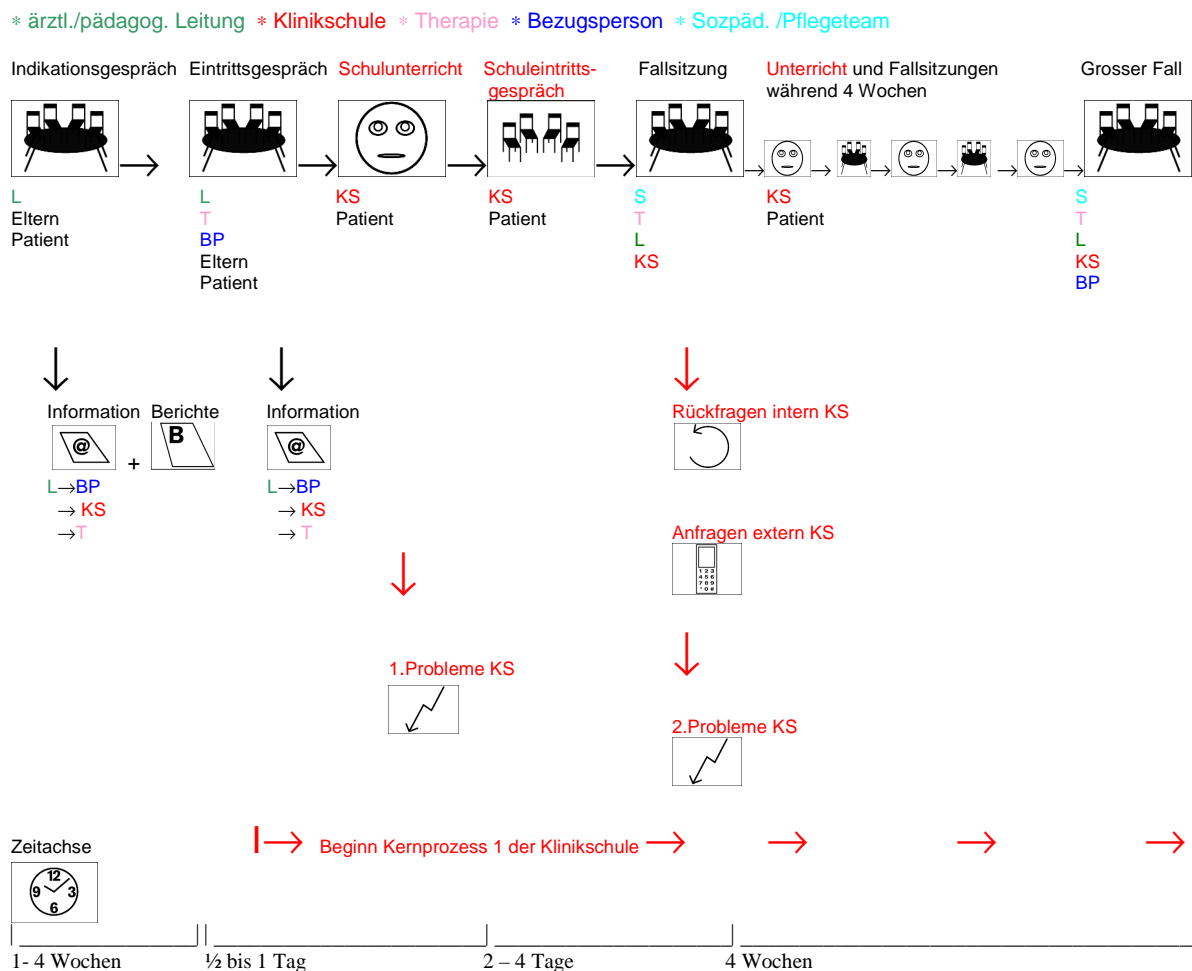 * ärztl./pädagog. Leitung * Klinikschule * Therapie * Bezugsperson * Sozpäd. /Pflegeteam
Indikationsgespräch
Eintrittsgespräch
Schulunterricht
Schuleintritts-
gespräch
Fallsitzung
Unterricht und Fallsitzungen
während 4 Wochen
Grosser Fall
L
Eltern
Patient
L
T
BP
Eltern
Patient
KS
Patient
KS
Patient
S
T
L
KS
KS
Patient
S
T
L
KS
BP
Information
@
+
Berichte
B
L→BP
→ KS
→T
Information
@
L→BP
→ KS
→ T
Rückfragen intern KS
Anfragen extern KS
1 2 3
4 5 6
7 8 9
* 0 #
1.Probleme KS
2.Probleme KS
Zeitachse
12
9 3
6
Beginn Kernprozess 1 der Klinikschule
1- 4 Wochen
½ bis 1 Tag
2 – 4 Tage
4 Wochen